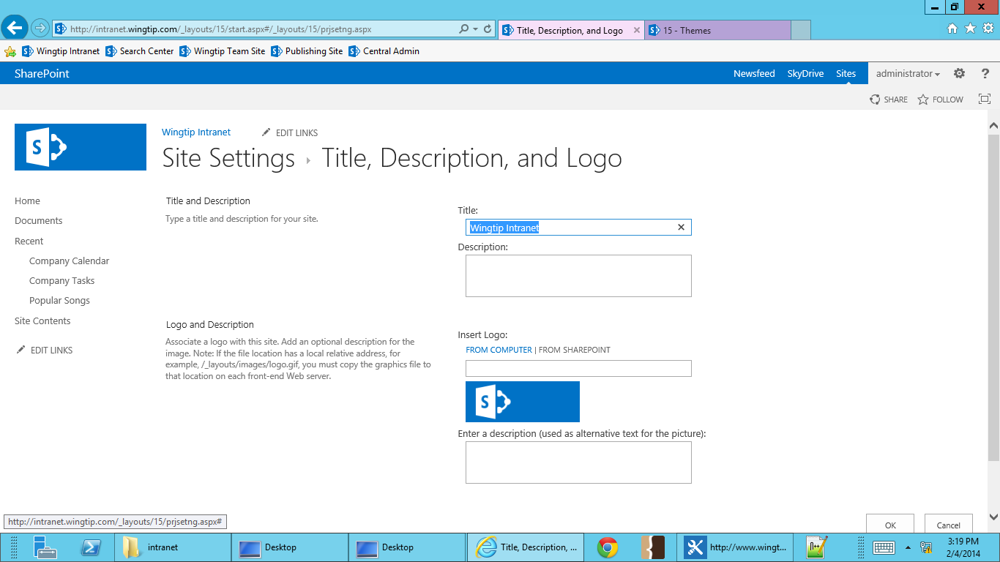 http://intranet.wingtip.com/_layouts/15/start.aspx#/_layouts/15/prjsetng.aspx
Title, Description, and Logo
15 - Themes
Wingtip Intranet
Search Center
Wingtip Team Site
Publishing Site
Central Admin
SharePoint
Newsfeed
SkyDrive
Sites
administrator
?
SHARE
FOLLOW
S
Wingtip Intranet
EDIT LINKS
Site Settings
Title, Description, and Logo
Home
Documents
Recent
Company Calendar
Company Tasks
Popular Songs
Site Contents
EDIT LINKS
Title and Description
Type a title and description for your site.
Title:
Wingtip Intranet
Description:
Logo and Description
Associate a logo with this site. Add an optional description for the
image. Note: If the file location has a local relative address, for
example, /_layouts/images/logo.gif, you must copy the graphics file to
that location on each front-end Web server.
Insert Logo:
FROM COMPUTER | FROM SHAREPOINT
S
Enter a description (used as alternative text for the picture):
OK
Cancel
http://intranet.wingtip.com/_layouts/15/prjsetng.aspx#
intranet
Desktop
Desktop
Title, Description, ...
http://www.wingt...
3:19 PM
2/4/2014